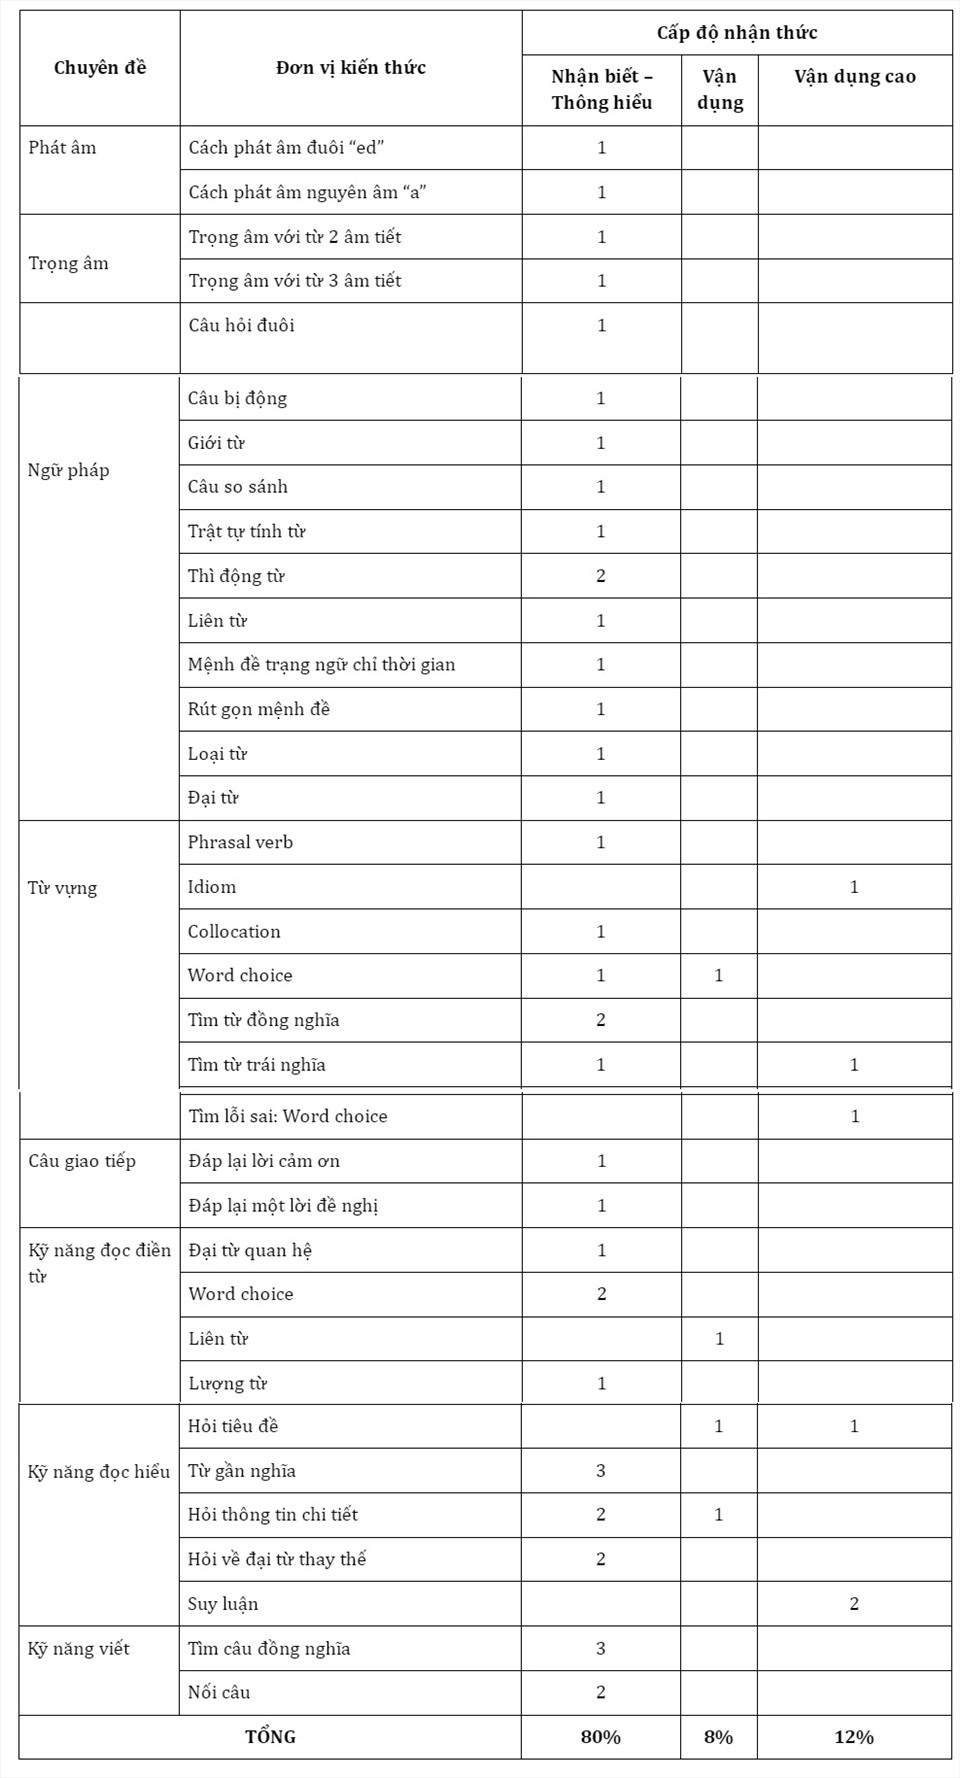 Chuyên đề
Đơn vị kiến thức
Cấp độ nhận thức
Nhận biết –
Thông hiểu
Vận
dụng
Vận dụng cao
Phát âm
Cách phát âm đuôi “ed”
1
Cách phát âm nguyên âm “a”
1
Trọng âm
Trọng âm với từ 2 âm tiết
1
Trọng âm với từ 3 âm tiết
1
Câu hỏi đuôi
1
Ngữ pháp
Câu bị động
1
Giới từ
1
Câu so sánh
1
Trật tự tính từ
1
Thì động từ
2
Liên từ
1
Mệnh đề trạng ngữ chỉ thời gian
1
Rút gọn mệnh đề
1
Loại từ
1
Đại từ
1
Từ vựng
Phrasal verb
1
Idiom
1
Collocation
1
Word choice
1
1
Tìm từ đồng nghĩa
2
Tìm từ trái nghĩa
1
1
Tìm lỗi sai: Word choice
1
Câu giao tiếp
Đáp lại lời cảm ơn
1
Đáp lại một lời đề nghị
1
Kỹ năng đọc điền
từ
Đại từ quan hệ
1
Word choice
2
Liên từ
1
Lượng từ
1
Kỹ năng đọc hiểu
Hỏi tiêu đề
1
1
Từ gần nghĩa
3
Hỏi thông tin chi tiết
2
1
Hỏi về đại từ thay thế
2
Suy luận
2
Kỹ năng viết
Tìm câu đồng nghĩa
3
Nối câu
2
TỔNG
80%
8%
12%